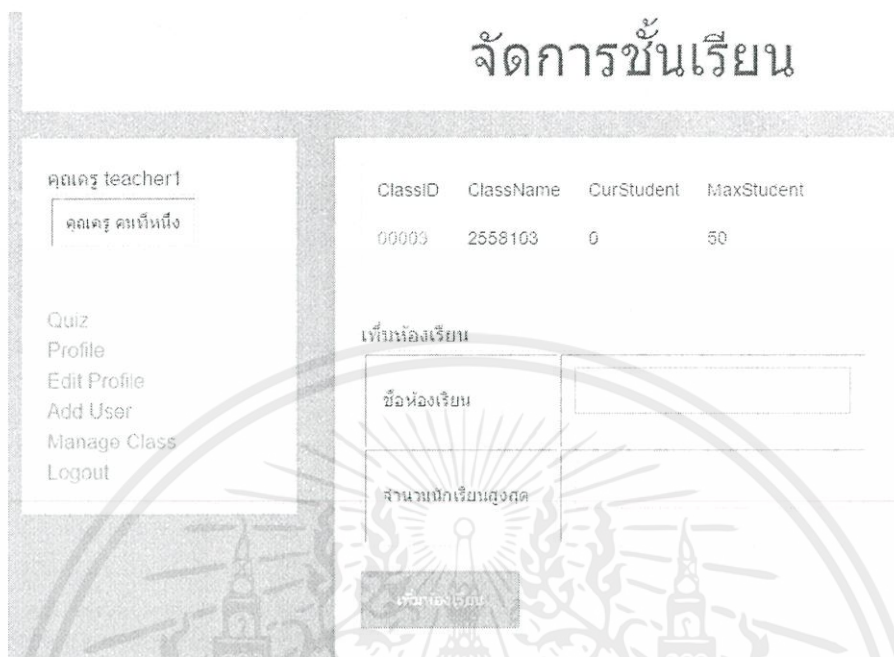 จัดการชั้นเรียน
คุณครู teacher1
คุณครู คนที่หนึ่ง
Quiz
Profile
Edit Profile
Add User
Manage Class
Logout
ClassID ClassName CurStudent MaxStudent
00003 2558103 0 50
เพิ่มห้องเรียน
ชื่อห้องเรียน
จำนวนนักเรียนสูงสุด
เพิ่มห้องเรียน